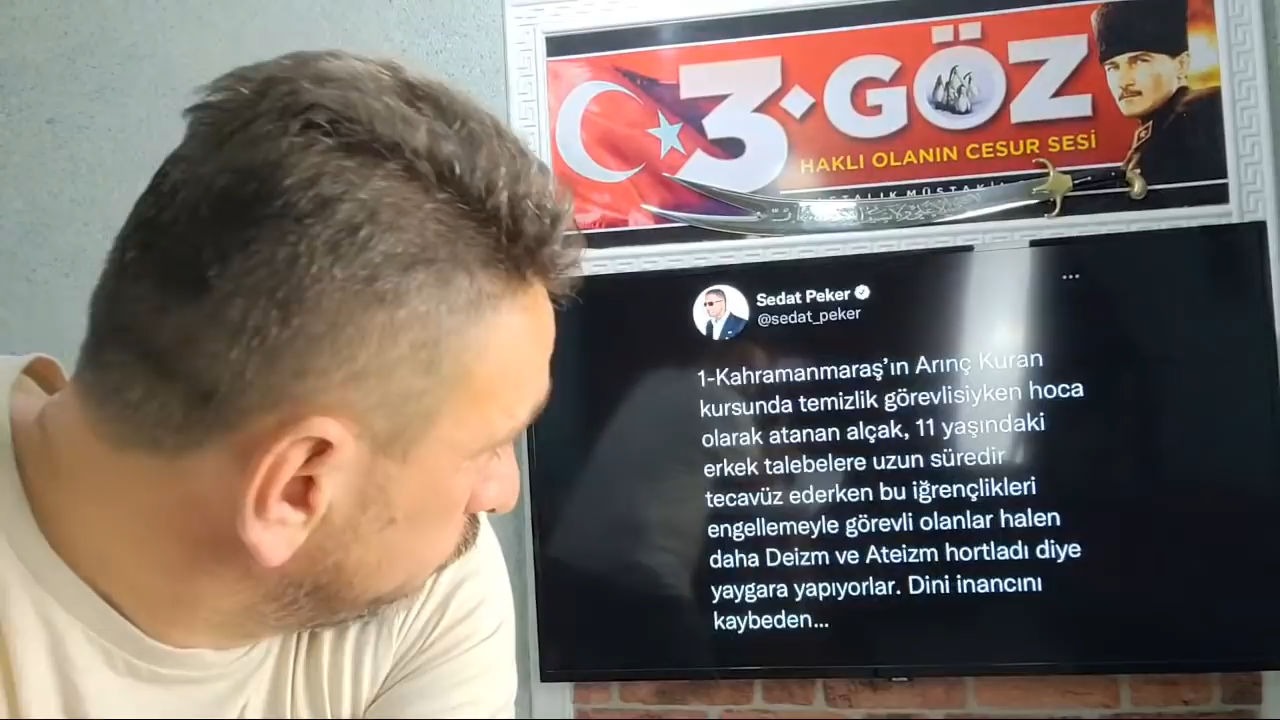 3·GÖZ
HAKLI OLANIN CESUR SESİ
Sedat Peker
@sedat_peker
1-Kahramanmaraş'ın Arınç Kuran
kursunda temizlik görevlisiyken hoca
olarak atanan alçak, 11 yaşındaki
erkek talebelere uzun süredir
tecavüz ederken bu iğrençlikleri
engellemeyle görevli olanlar halen
daha Deizm ve Ateizm hortladı diye
yaygara yapıyorlar. Dini inancını
kaybeden...